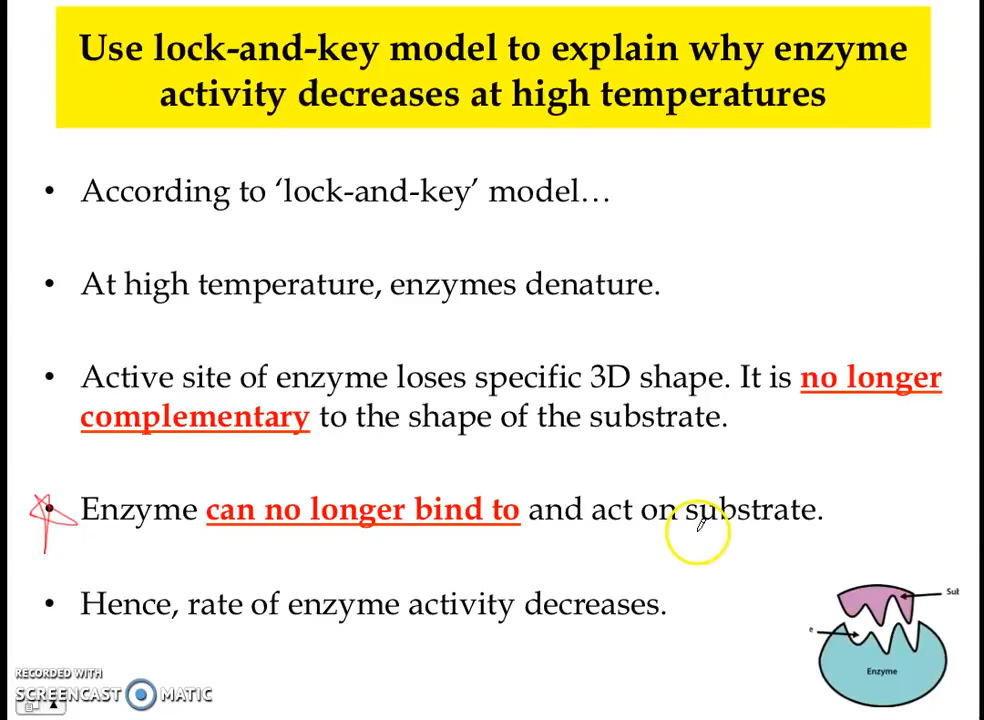 Use lock-and-key model to explain why enzyme
activity decreases at high temperatures
• According to ‘lock-and-key’ model…
• At high temperature, enzymes denature.
• Active site of enzyme loses specific 3D shape. It is no longer
complementary to the shape of the substrate.
• Enzyme can no longer bind to and act on substrate.
• Hence, rate of enzyme activity decreases.
Sub
e
Enzyme
RECORDED WITH
SCREENCAST MATIC